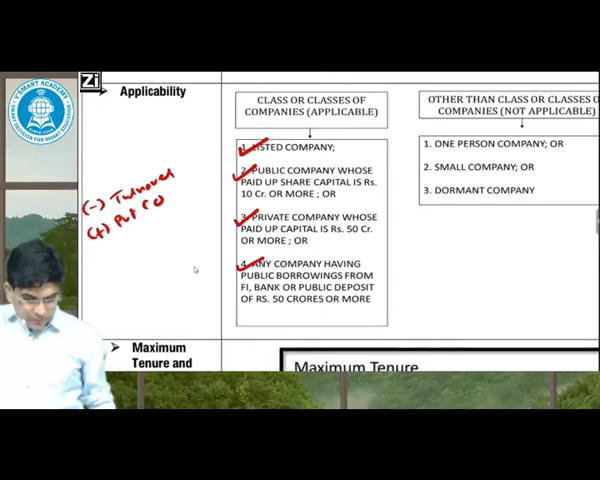 V'SMART ACADEMY
Zi
Applicability
CLASS OR CLASSES OF
COMPANIES (APPLICABLE)
OTHER THAN CLASS OR CLASSES O
COMPANIES (NOT APPLICABLE)
1. LISTED COMPANY;
2. PUBLIC COMPANY WHOSE
PAID UP SHARE CAPITAL IS Rs.
10 Cr. OR MORE ; OR
3. PRIVATE COMPANY WHOSE
PAID UP CAPITAL IS Rs. 50 Cr.
OR MORE ; OR
4. ANY COMPANY HAVING
PUBLIC BORROWINGS FROM
FI, BANK OR PUBLIC DEPOSIT
OF RS. 50 CRORES OR MORE
1. ONE PERSON COMPANY; OR
2. SMALL COMPANY; OR
3. DORMANT COMPANY
(-) Turnover
(+) Pvt Co
Maximum
Tenure and
Maximum Tenure